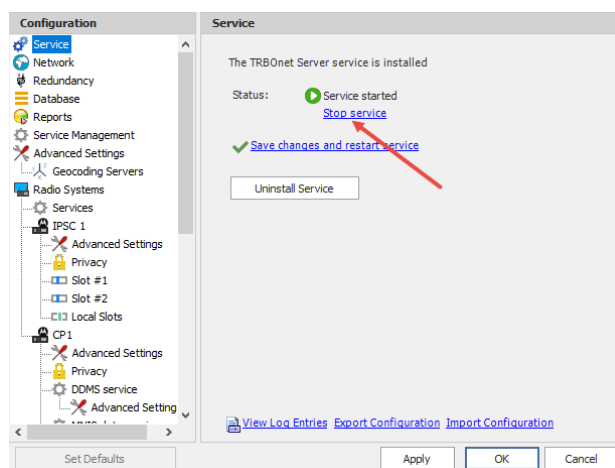 Configuration
Service
Network
Redundancy
Database
Reports
Service Management
Advanced Settings
Geocoding Servers
Radio Systems
Services
IPSC 1
Advanced Settings
Privacy
Slot #1
Slot #2
Local Slots
CP1
Advanced Settings
Privacy
DDMS service
Advanced Setting
Service
The TRBOnet Server service is installed
Status: Service started
Stop service
Save changes and restart service
Uninstall Service
View Log Entries Export Configuration Import Configuration
Set Defaults
Apply OK Cancel